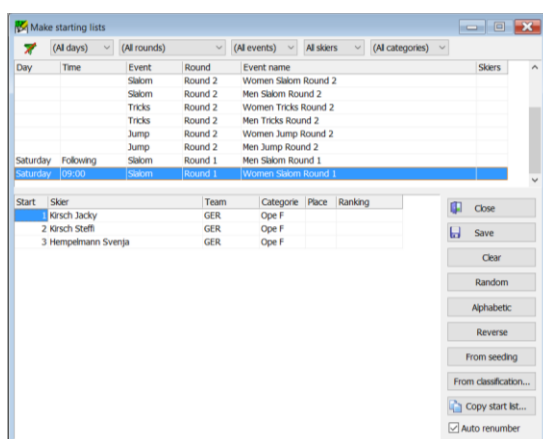 Make starting lists
(All days) (All rounds) (All events) All skiers (All categories)
Day Time Event Round Event name Skiers
Slalom Round 2 Women Slalom Round 2
Slalom Round 2 Men Slalom Round 2
Tricks Round 2 Women Tricks Round 2
Tricks Round 2 Men Tricks Round 2
Jump Round 2 Women Jump Round 2
Jump Round 2 Men Jump Round 2
Saturday Following Slalom Round 1 Men Slalom Round 1
Saturday 09:00 Slalom Round 1 Women Slalom Round 1
Start Skier Team Categorie Place Ranking
1 Kirsch Jacky GER Ope F
2 Kirsch Steffi GER Ope F
3 Hempelmann Svenja GER Ope F
Close
Save
Clear
Random
Alphabetic
Reverse
From seeding
From classification...
Copy start list...
Auto renumber